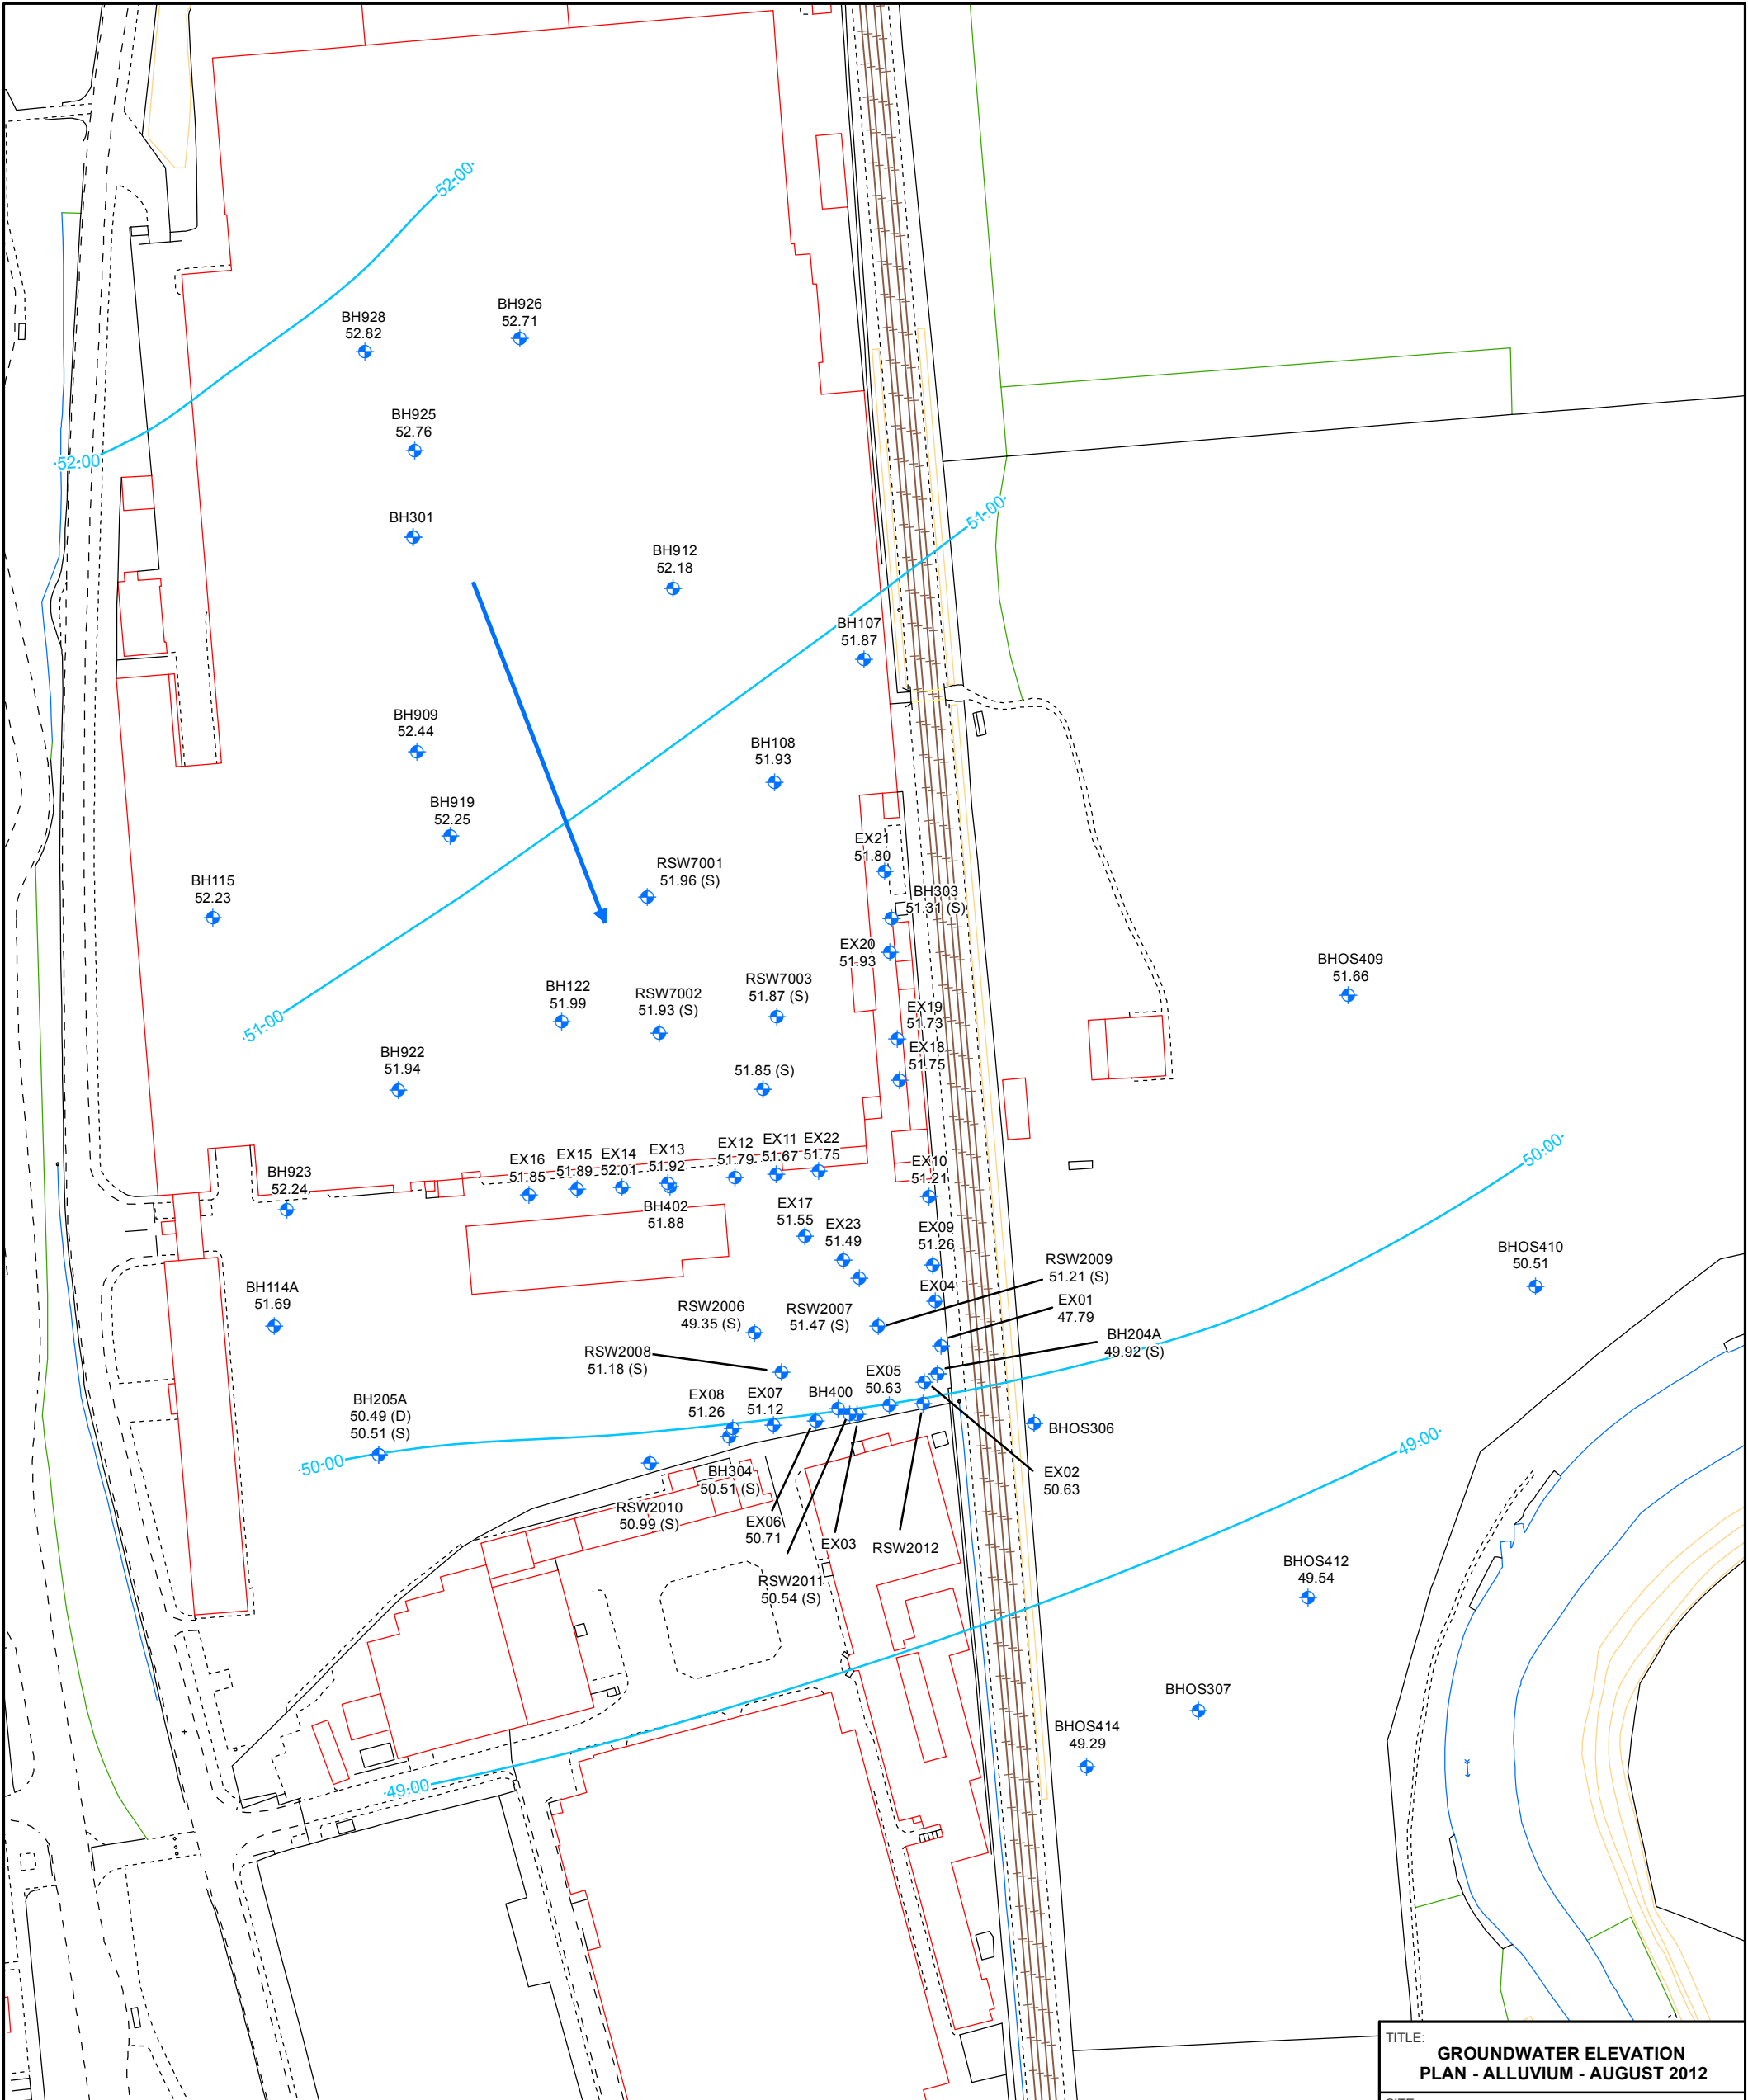 52.00
BH926
52.71
BH928
52.82
BH925
52.76
52.00
51.00
BH301
BH912
52.18
BH107
51.87
BH909
52.44
BH108
51.93
BH919
52.25
EX21
51.80
RSW7001
51.96 (S)
BH115
52.23
BH303
51.31 (S)
EX20
51.93
BHOS409
51.66
RSW7003
51.87 (S)
BH122
51.99
RSW7002
51.93 (S)
EX19
51.73
51.00
EX18
51.75
BH922
51.94
51.85 (S)
50.00
EX16
51.85
EX15
51.89
EX14
52.01
EX13
51.92
EX12
51.79
EX11
51.67
EX22
51.75
EX10
51.21
BH923
52.24
BH402
51.88
EX17
51.55
EX23
51.49
EX09
51.26
BHOS410
50.51
RSW2009
51.21 (S)
BH114A
51.69
EX04
EX01
47.79
RSW2006
49.35 (S)
RSW2007
51.47 (S)
BH204A
49.92 (S)
RSW2008
51.18 (S)
EX05
50.63
BH205A
50.49 (D)
50.51 (S)
EX08
51.26
EX07
51.12
BH400
BHOS306
49.00
50.00
BH304
50.51 (S)
EX02
50.63
RSW2010
50.99 (S)
EX06
50.71
EX03
RSW2012
BHOS412
49.54
RSW2011
50.54 (S)
BHOS307
BHOS414
49.29
49.00
TITLE:
GROUNDWATER ELEVATION
PLAN - ALLUVIUM - AUGUST 2012